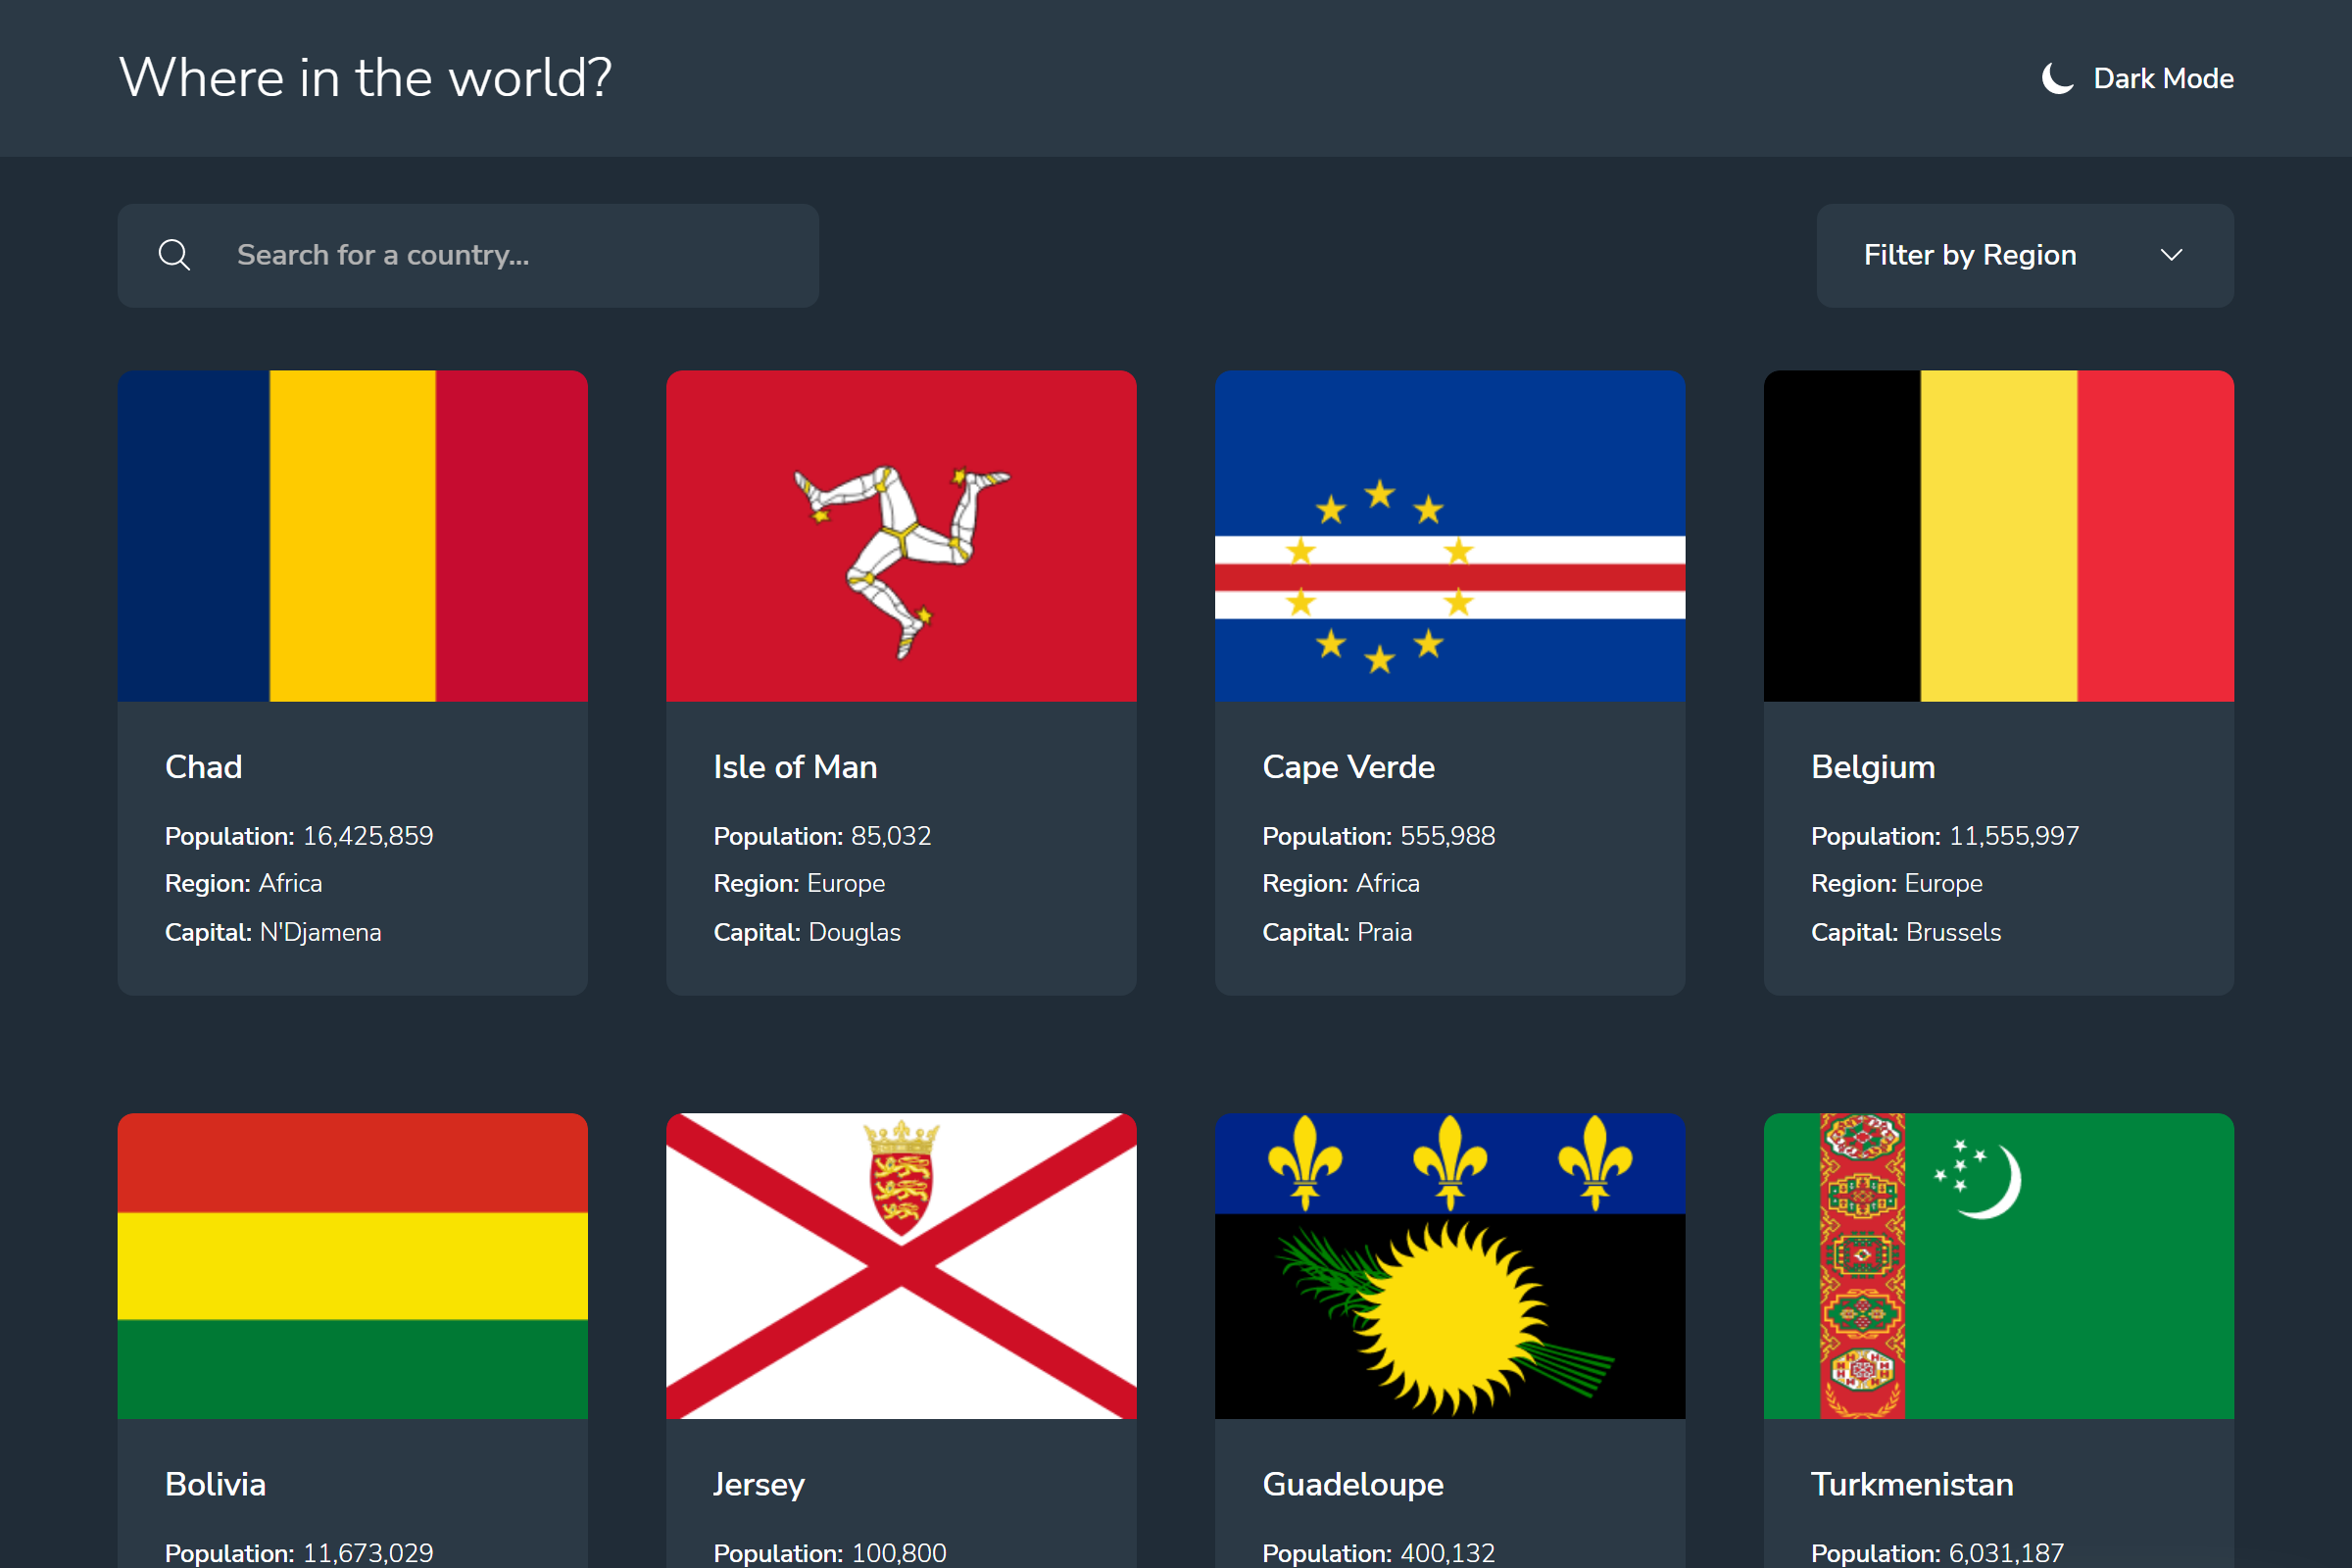 Where in the world?
Dark Mode
Search for a country...
Filter by Region
Chad
Population: 16,425,859
Region: Africa
Capital: N'Djamena
Isle of Man
Population: 85,032
Region: Europe
Capital: Douglas
Cape Verde
Population: 555,988
Region: Africa
Capital: Praia
Belgium
Population: 11,555,997
Region: Europe
Capital: Brussels
Bolivia
Population: 11,673,029
Jersey
Population: 100,800
Guadeloupe
Population: 400,132
Turkmenistan
Population: 6,031,187